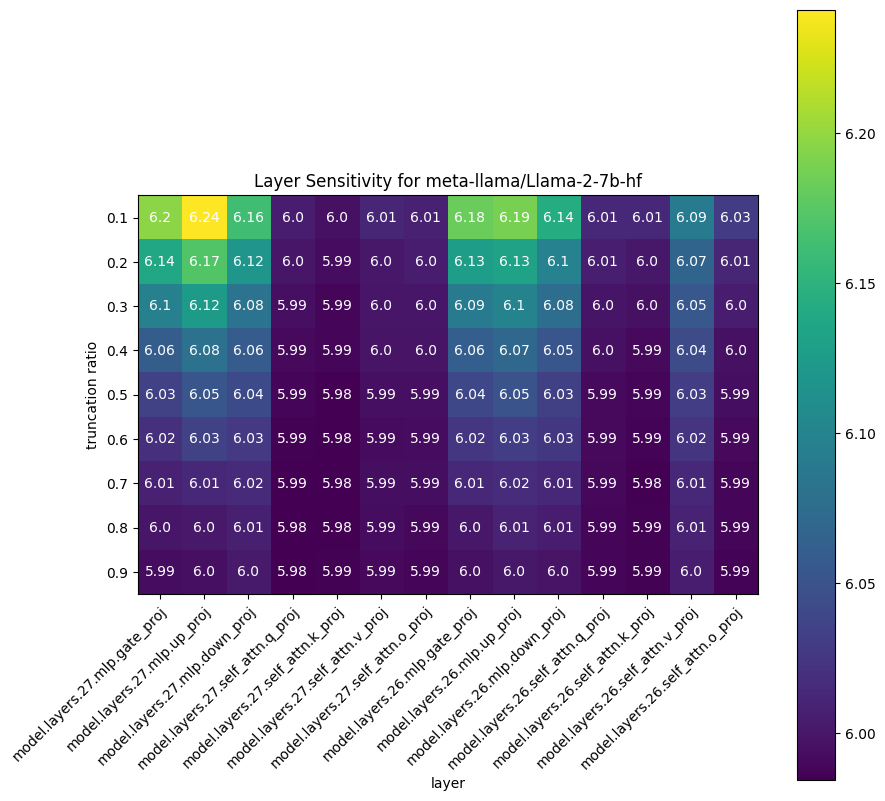 Layer Sensitivity for meta-llama/Llama-2-7b-hf
truncation ratio
0.1 6.2 6.24 6.16 6.0 6.0 6.01 6.01 6.18 6.19 6.14 6.01 6.01 6.09 6.03
0.2 6.14 6.17 6.12 6.0 5.99 6.0 6.0 6.13 6.13 6.1 6.01 6.0 6.07 6.01
0.3 6.1 6.12 6.08 5.99 5.99 6.0 6.0 6.09 6.1 6.08 6.0 6.0 6.05 6.0
0.4 6.06 6.08 6.06 5.99 5.99 6.0 6.0 6.06 6.07 6.05 6.0 5.99 6.04 6.0
0.5 6.03 6.05 6.04 5.99 5.98 5.99 5.99 6.04 6.05 6.03 5.99 5.99 6.03 5.99
0.6 6.02 6.03 6.03 5.99 5.98 5.99 5.99 6.02 6.03 6.03 5.99 5.99 6.02 5.99
0.7 6.01 6.01 6.02 5.99 5.98 5.99 5.99 6.01 6.02 6.01 5.99 5.98 6.01 5.99
0.8 6.0 6.0 6.01 5.98 5.98 5.99 5.99 6.0 6.01 6.01 5.99 5.99 6.01 5.99
0.9 5.99 6.0 6.0 5.98 5.99 5.99 5.99 6.0 6.0 6.0 5.99 5.99 6.0 5.99
model.layers.27.mlp.gate_proj
model.layers.27.mlp.up_proj
model.layers.27.mlp.down_proj
model.layers.27.self_attn.q_proj
model.layers.27.self_attn.k_proj
model.layers.27.self_attn.v_proj
model.layers.27.self_attn.o_proj
model.layers.26.mlp.gate_proj
model.layers.26.mlp.up_proj
model.layers.26.mlp.down_proj
model.layers.26.self_attn.q_proj
model.layers.26.self_attn.k_proj
model.layers.26.self_attn.v_proj
model.layers.26.self_attn.o_proj
layer
6.20
6.15
6.10
6.05
6.00